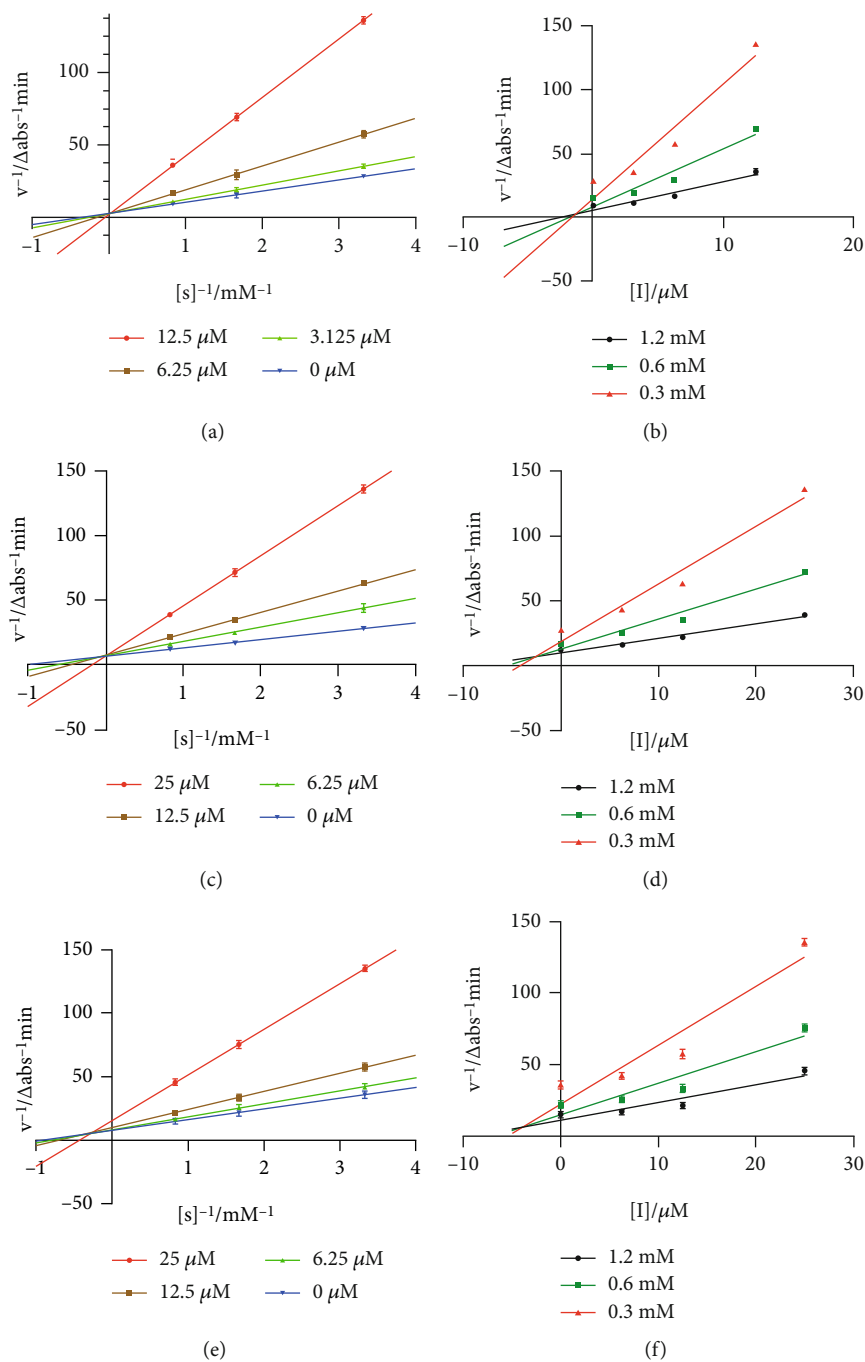 v⁻¹/Δabs⁻¹min
100
50
−1
1
2
3
4
[s]⁻¹/mM⁻¹
12.5 μM
3.125 μM
6.25 μM
0 μM
(a)
v⁻¹/Δabs⁻¹min
150
100
50
0
−50
−10
10
20
[I]/μM
1.2 mM
0.6 mM
0.3 mM
(b)
v⁻¹/Δabs⁻¹min
150
100
50
0
−50
−1
1
2
3
4
[s]⁻¹/mM⁻¹
25 μM
6.25 μM
12.5 μM
0 μM
(c)
v⁻¹/Δabs⁻¹min
150
100
50
0
−50
−10
10
20
30
[I]/μM
1.2 mM
0.6 mM
0.3 mM
(d)
v⁻¹/Δabs⁻¹min
150
100
50
0
−50
−1
1
2
3
4
[s]⁻¹/mM⁻¹
25 μM
6.25 μM
12.5 μM
0 μM
(e)
v⁻¹/Δabs⁻¹min
150
100
50
−10
0
10
20
30
[I]/μM
1.2 mM
0.6 mM
0.3 mM
(f)